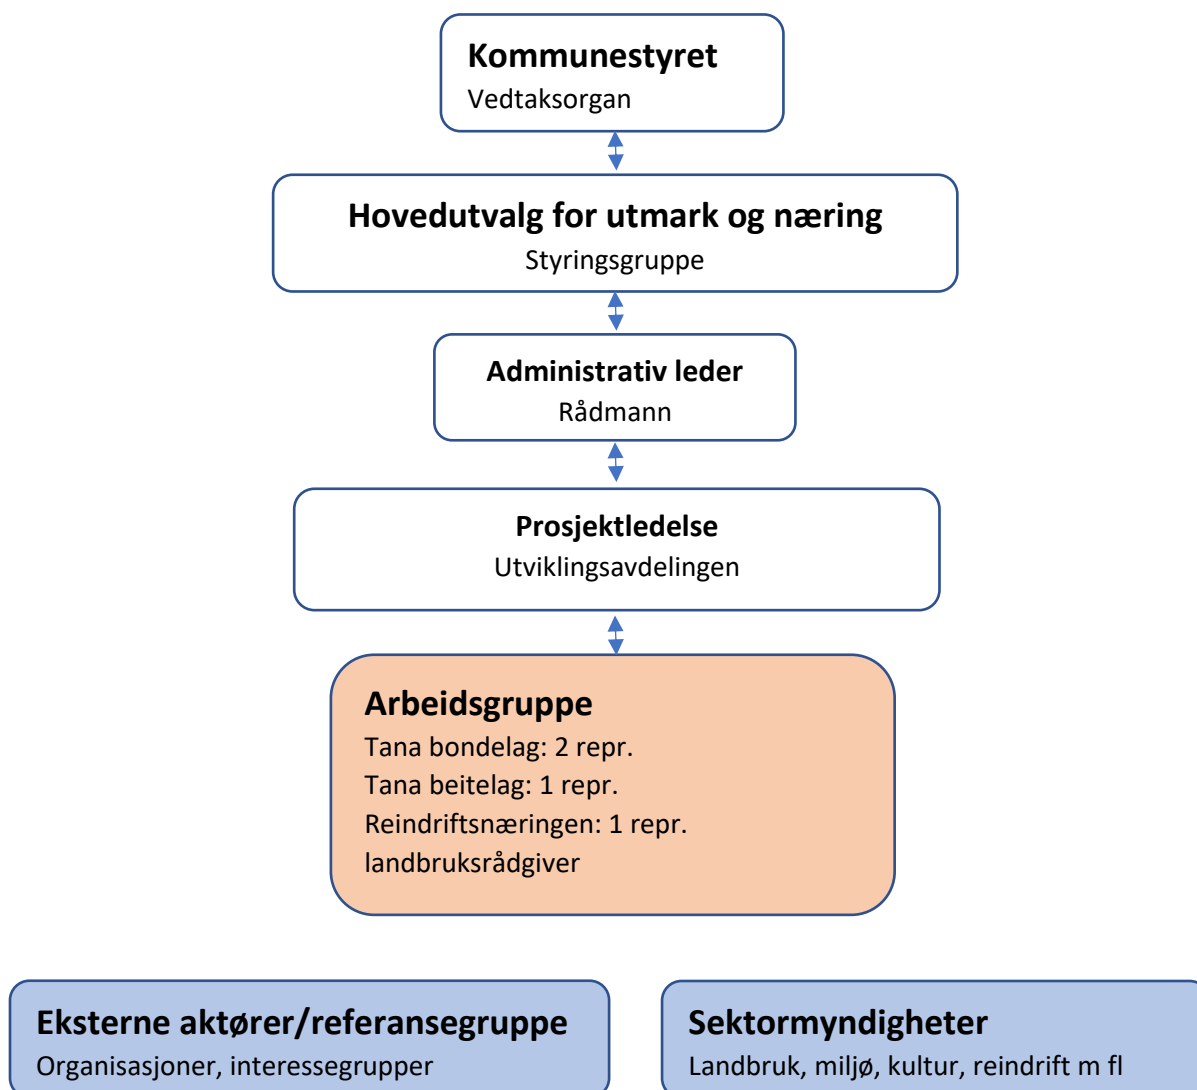 Kommunestyret
Vedtaksorgan
Hovedutvalg for utmark og næring
Styringsgruppe
Administrativ leder
Rådmann
Prosjektledelse
Utviklingsavdelingen
Arbeidsgruppe
Tana bondelag: 2 repr.
Tana beitelag: 1 repr.
Reindriftsnæringen: 1 repr.
landbruksrådgiver
Eksterne aktører/referansegruppe
Organisasjoner, interessegrupper
Sektormyndigheter
Landbruk, miljø, kultur, reindrift m fl